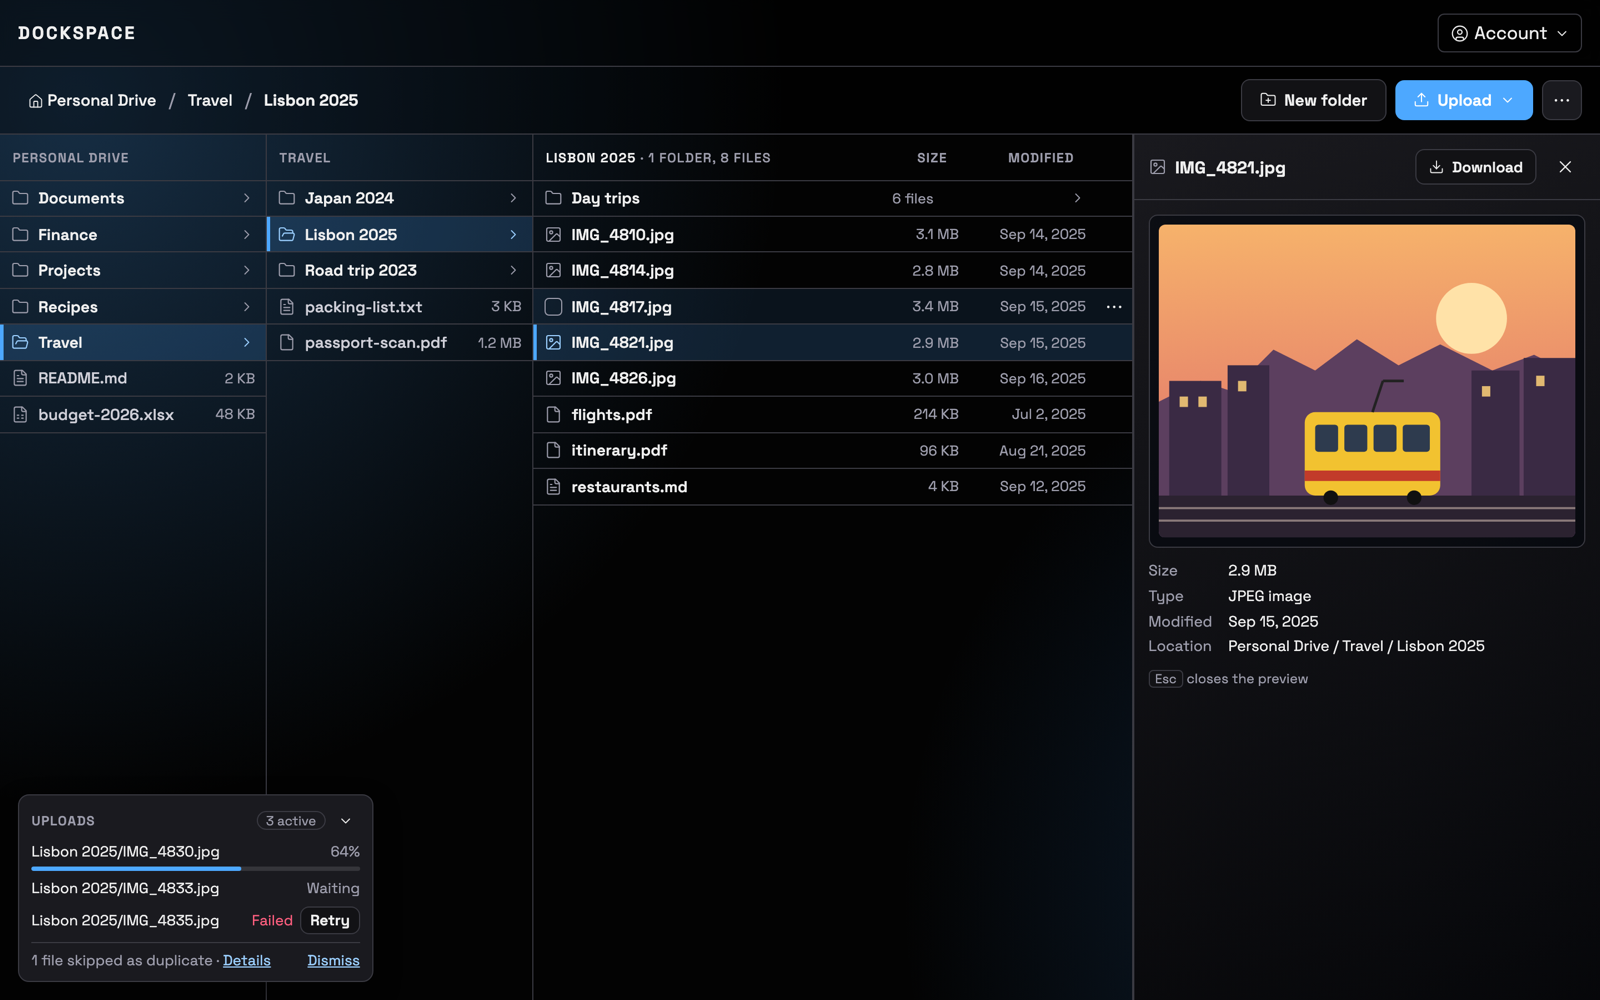 DOCKSPACE
Account
Personal Drive / Travel / Lisbon 2025
New folder
Upload
PERSONAL DRIVE
Documents
Finance
Projects
Recipes
Travel
README.md 2 KB
budget-2026.xlsx 48 KB
TRAVEL
Japan 2024
Lisbon 2025
Road trip 2023
packing-list.txt 3 KB
passport-scan.pdf 1.2 MB
LISBON 2025 · 1 FOLDER, 8 FILES SIZE MODIFIED
Day trips 6 files
IMG_4810.jpg 3.1 MB Sep 14, 2025
IMG_4814.jpg 2.8 MB Sep 14, 2025
IMG_4817.jpg 3.4 MB Sep 15, 2025
IMG_4821.jpg 2.9 MB Sep 15, 2025
IMG_4826.jpg 3.0 MB Sep 16, 2025
flights.pdf 214 KB Jul 2, 2025
itinerary.pdf 96 KB Aug 21, 2025
restaurants.md 4 KB Sep 12, 2025
IMG_4821.jpg
Download
Size 2.9 MB
Type JPEG image
Modified Sep 15, 2025
Location Personal Drive / Travel / Lisbon 2025
Esc closes the preview
UPLOADS 3 active
Lisbon 2025/IMG_4830.jpg 64%
Lisbon 2025/IMG_4833.jpg Waiting
Lisbon 2025/IMG_4835.jpg Failed Retry
1 file skipped as duplicate · Details Dismiss